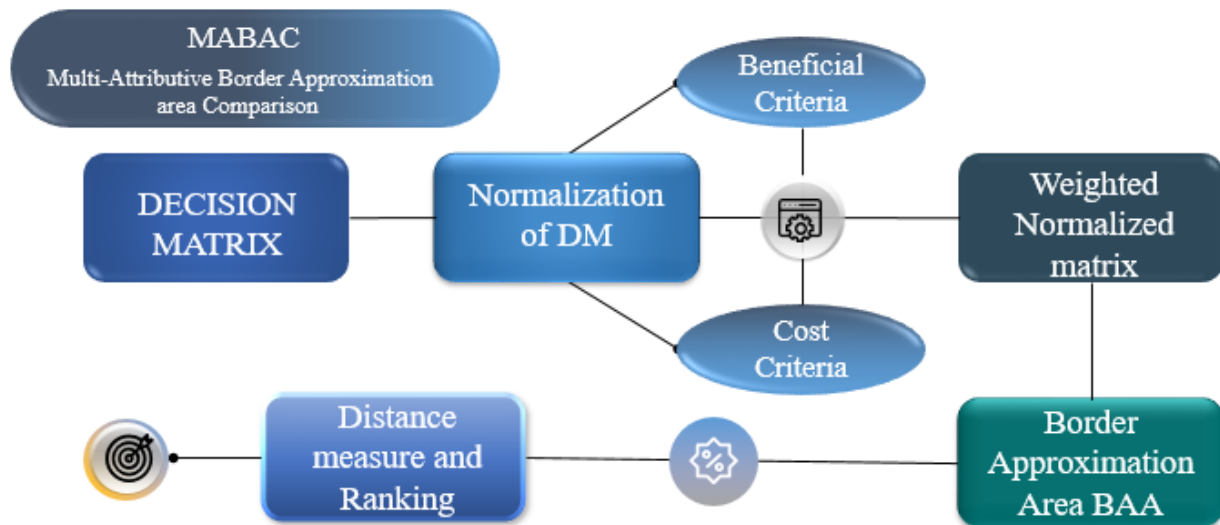 MABAC
Multi-Attributive Border Approximation
area Comparison
Beneficial
Criteria
DECISION
MATRIX
Normalization
of DM
Weighted
Normalized
matrix
Cost
Criteria
Distance
measure and
Ranking
%
Border
Approximation
Area BAA